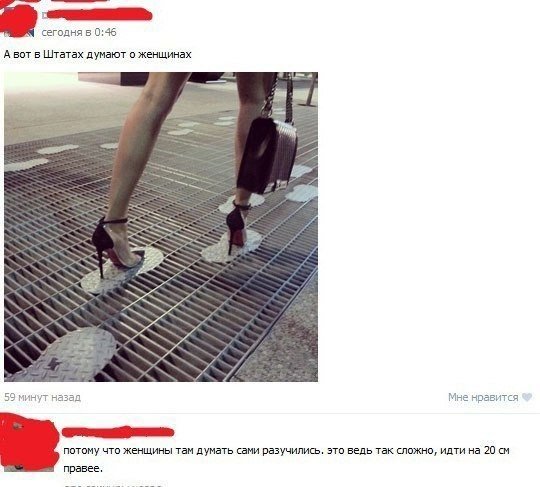 сегодня в 0:46
А вот в Штатах думают о женщинах
59 минут назад
Мне нравится
потому что женщины там думать сами разучились. это ведь так сложно, идти на 20 см
правее.